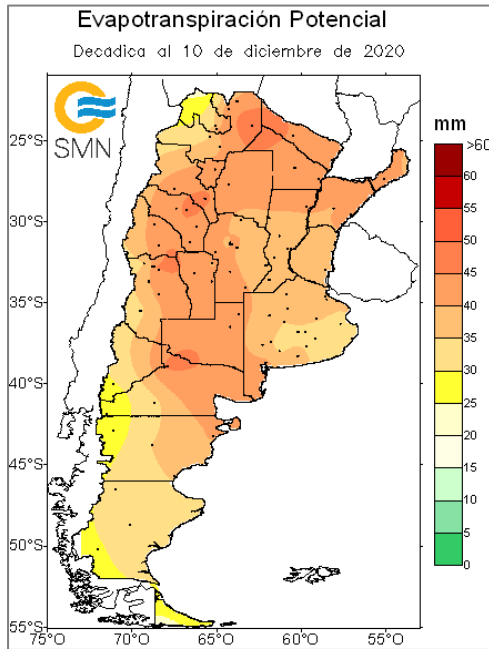 Evapotranspiración Potencial
Decádica al 10 de diciembre de 2020
SMN
mm
>60
60
55
50
45
40
35
30
25
20
15
10
5
0
25°S
30°S
35°S
40°S
45°S
50°S
55°S
75°O
70°O
65°O
60°O
55°O